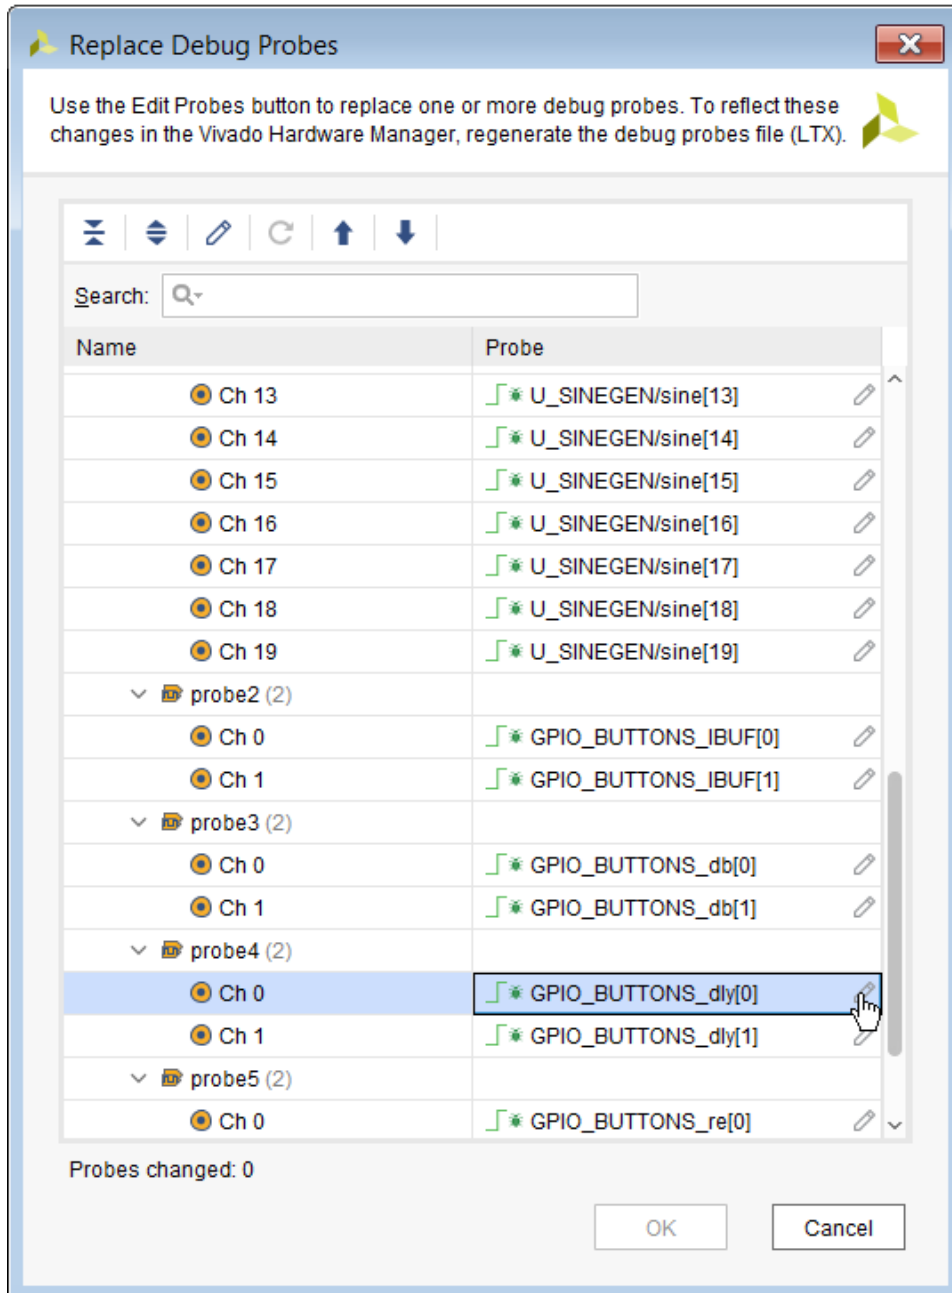 Replace Debug Probes
Use the Edit Probes button to replace one or more debug probes. To reflect these
changes in the Vivado Hardware Manager, regenerate the debug probes file (LTX).
Search:
Name Probe
Ch 13 U_SINEGEN/sine[13]
Ch 14 U_SINEGEN/sine[14]
Ch 15 U_SINEGEN/sine[15]
Ch 16 U_SINEGEN/sine[16]
Ch 17 U_SINEGEN/sine[17]
Ch 18 U_SINEGEN/sine[18]
Ch 19 U_SINEGEN/sine[19]
probe2 (2)
Ch 0 GPIO_BUTTONS_IBUF[0]
Ch 1 GPIO_BUTTONS_IBUF[1]
probe3 (2)
Ch 0 GPIO_BUTTONS_db[0]
Ch 1 GPIO_BUTTONS_db[1]
probe4 (2)
Ch 0 GPIO_BUTTONS_dly[0]
Ch 1 GPIO_BUTTONS_dly[1]
probe5 (2)
Ch 0 GPIO_BUTTONS_re[0]
Probes changed: 0
OK Cancel